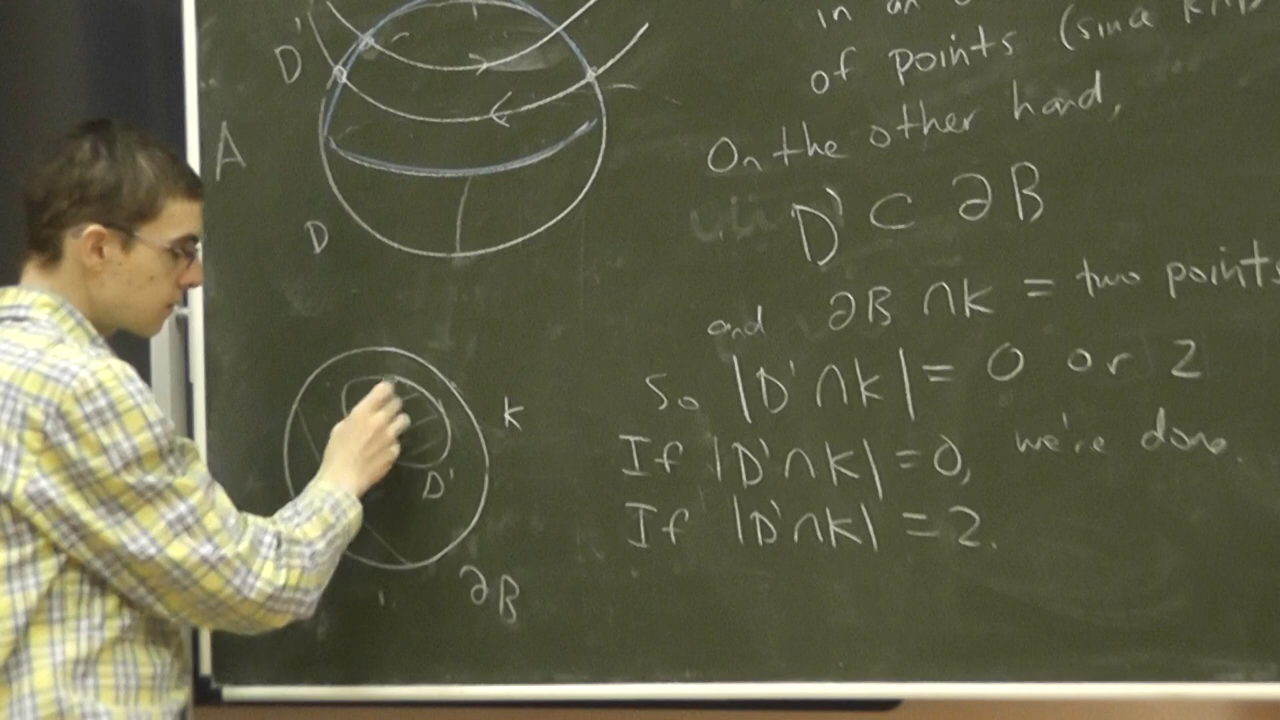 in an
of points (since K∩
On the other hand,
D' ⊂ ∂B
and ∂B ∩ K = two points
So |D'∩K| = 0 or 2
If |D'∩K| = 0, we're done.
If |D'∩K| = 2.
D'
A
D
K
D'
∂B